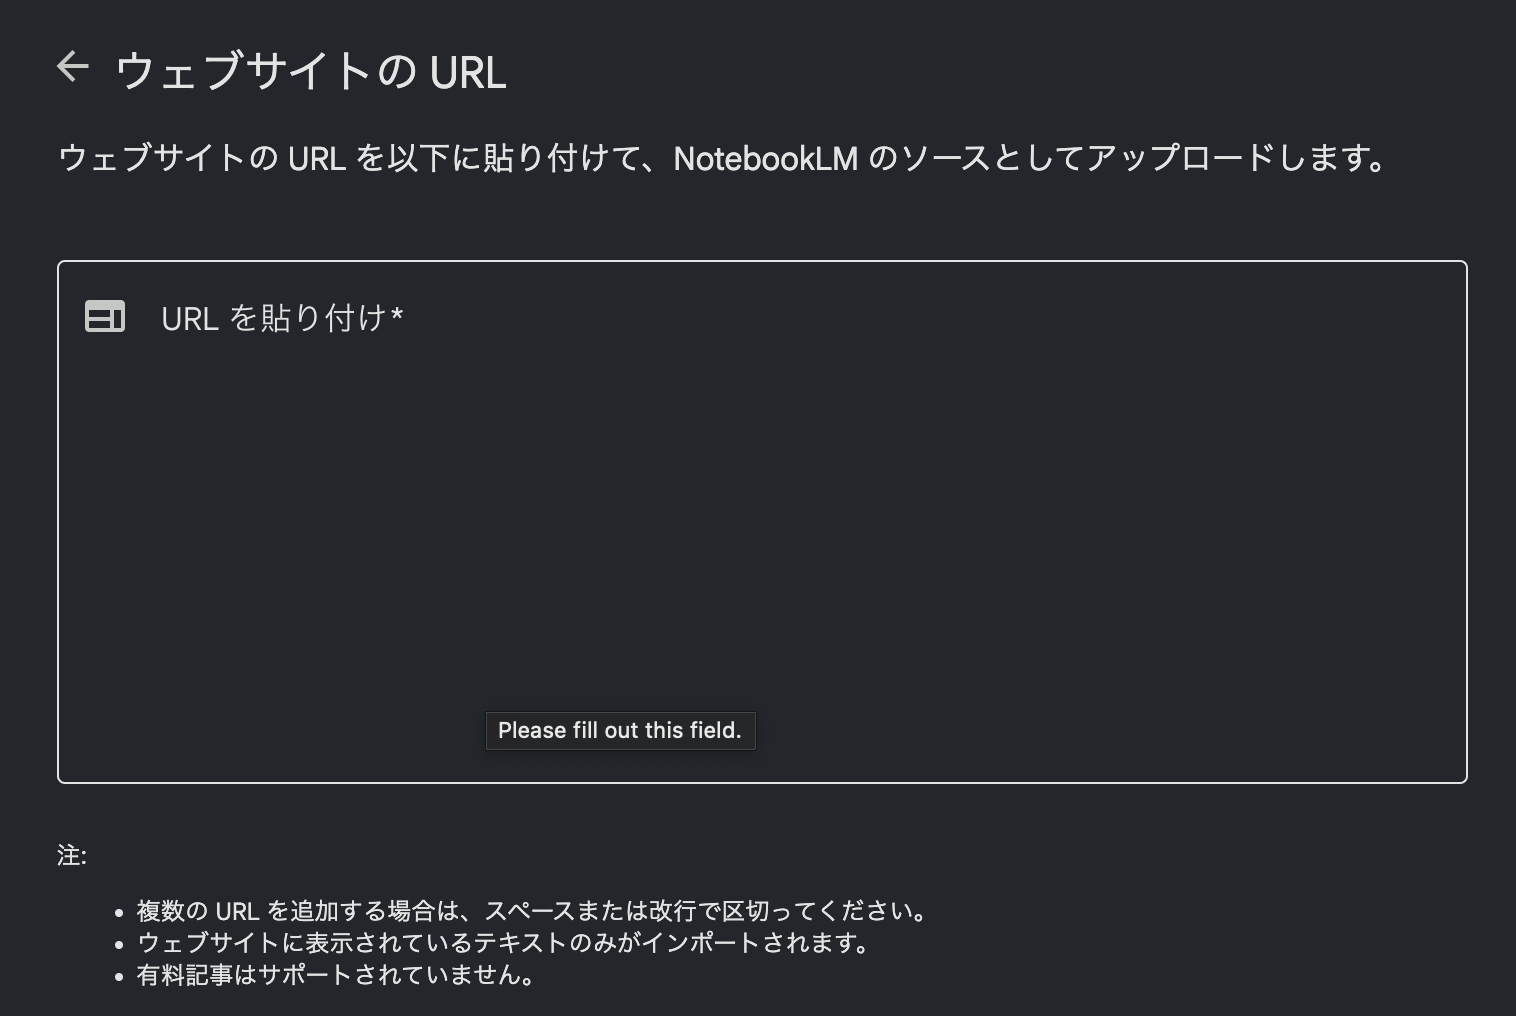 ウェブサイトの URL
ウェブサイトの URL を以下に貼り付けて、NotebookLM のソースとしてアップロードします。
URL を貼り付け*
Please fill out this field.
注:
• 複数の URL を追加する場合は、スペースまたは改行で区切ってください。
• ウェブサイトに表示されているテキストのみがインポートされます。
• 有料記事はサポートされていません。